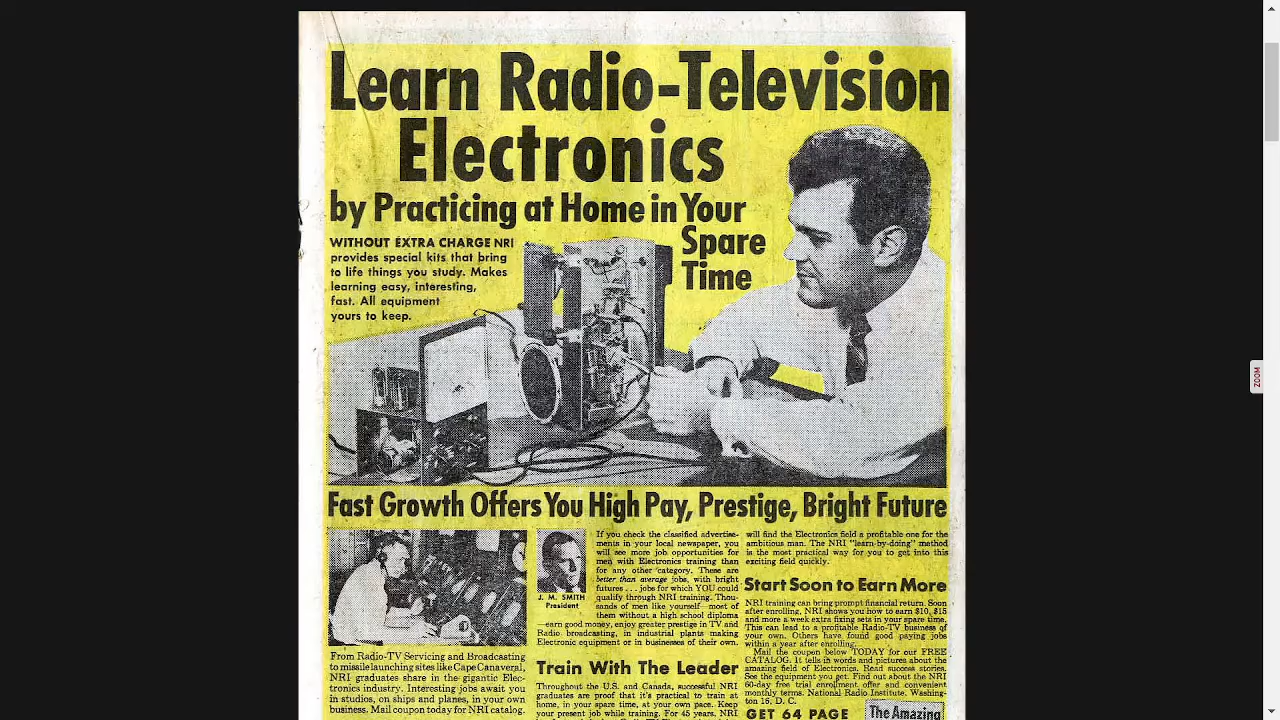 Learn Radio-Television
Electronics
by Practicing at Home in Your
Spare
Time
WITHOUT EXTRA CHARGE NRI
provides special kits that bring
to life things you study. Makes
learning easy, interesting,
fast. All equipment
yours to keep.
Fast Growth Offers You High Pay, Prestige, Bright Future
From Radio-TV Servicing and Broadcasting
to missile launching sites like Cape Canaveral,
NRI graduates share in the gigantic Elec-
tronics industry. Interesting jobs await you
in studios, on ships and planes, in your own
business. Mail coupon today for NRI catalog.
J. M. SMITH
President
If you check the classified advertise-
ments in your local newspaper, you
will see more job opportunities for
men with Electronics training than
for any other category. These are
better than average jobs, with bright
futures . . . jobs for which YOU could
qualify through NRI training. Thou-
sands of men like yourself—most of
them without a high school diploma
—earn good money, enjoy greater prestige in TV and
Radio broadcasting, in industrial plants making
Electronic equipment or in businesses of their own.
Train With The Leader
Throughout the U.S. and Canada, successful NRI
graduates are proof that it's practical to train at
home, in your spare time, at your own pace. Keep
your present job while training. For 45 years, NRI
will find the Electronics field a profitable one for the
ambitious man. The NRI "learn-by-doing" method
is the most practical way for you to get into this
exciting field quickly.
Start Soon to Earn More
NRI training can bring prompt financial return. Soon
after enrolling, NRI shows you how to earn $10, $15
and more a week extra fixing sets in your spare time.
This can lead to a profitable Radio-TV business of
your own. Others have found good paying jobs
within a year after enrolling.
Mail the coupon below TODAY for our FREE
CATALOG. It tells in words and pictures about the
amazing field of Electronics. Read success stories.
See the equipment you get. Find out about the NRI
60-day free trial enrollment offer and convenient
monthly terms. National Radio Institute. Washing-
ton 16, D. C.
GET 64 PAGE
The Amazing
ZOOM